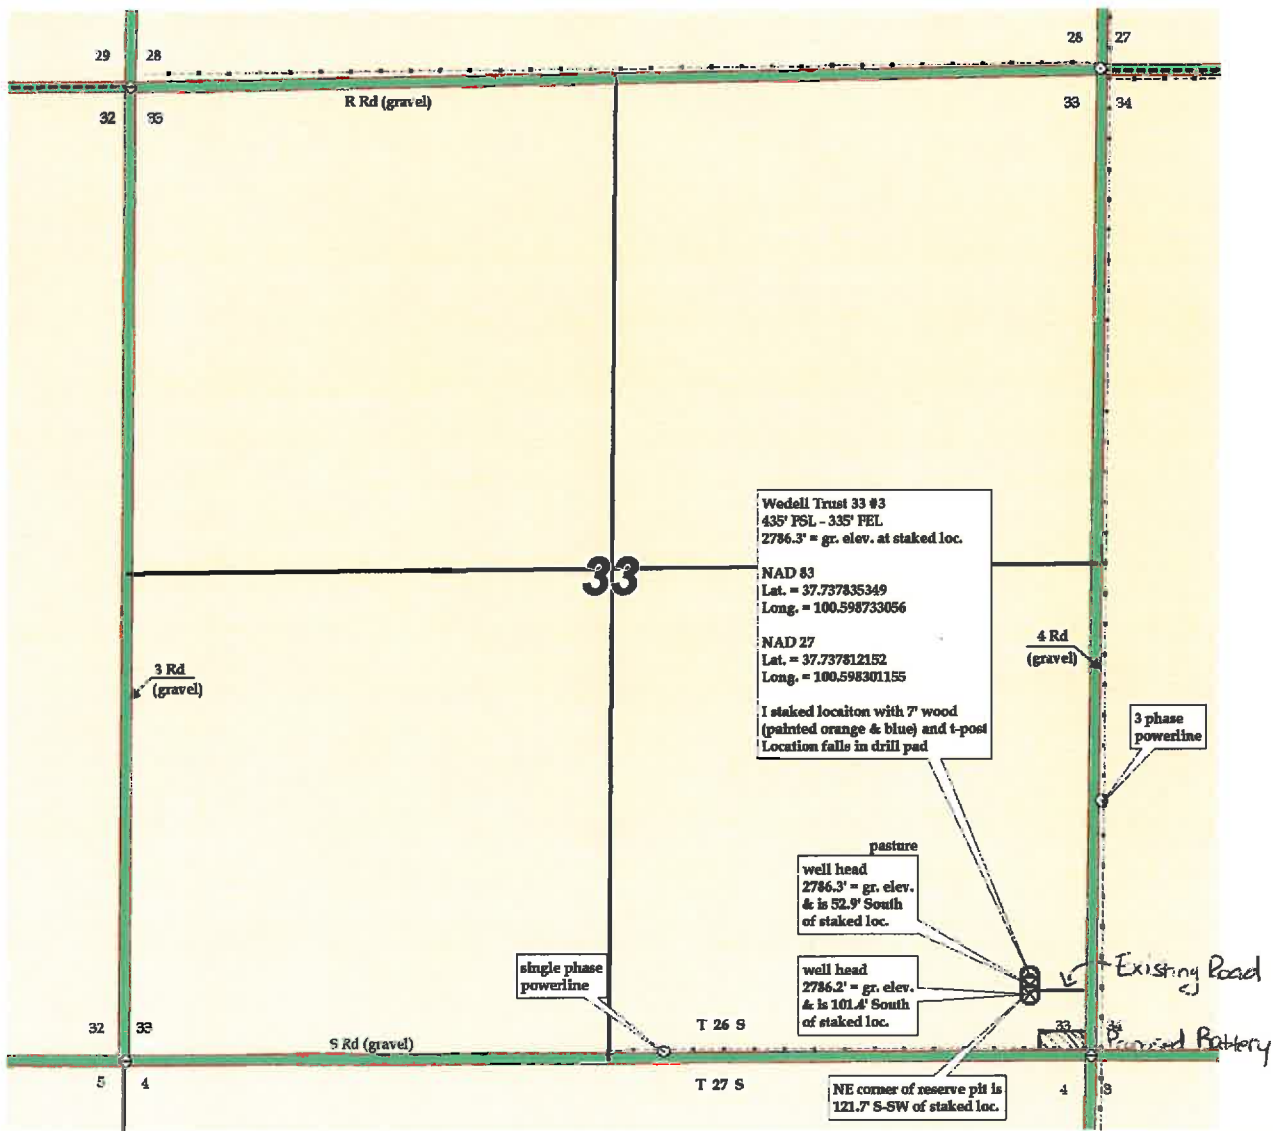 29 28
28 27
R Rd (gravel)
32 33
33 34
Wedell Trust 33 #3
435' FSL - 335' FEL
2786.3' = gr. elev. at staked loc.
NAD 83
Lat. = 37.737835349
Long. = 100.598733056
NAD 27
Lat. = 37.737812152
Long. = 100.598301155
I staked locaiton with 7' wood
(painted orange & blue) and t-post
Location falls in drill pad
33
3 Rd
(gravel)
4 Rd
(gravel)
3 phase
powerline
pasture
well head
2786.3' = gr. elev.
& is 52.9' South
of staked loc.
well head
2786.2' = gr. elev.
& is 101.4' South
of staked loc.
Existing Road
single phase
powerline
T 26 S
32 33
33 34
S Rd (gravel)
Battery
T 27 S
5 4
4 3
NE corner of reserve pit is
121.7' S-SW of staked loc.